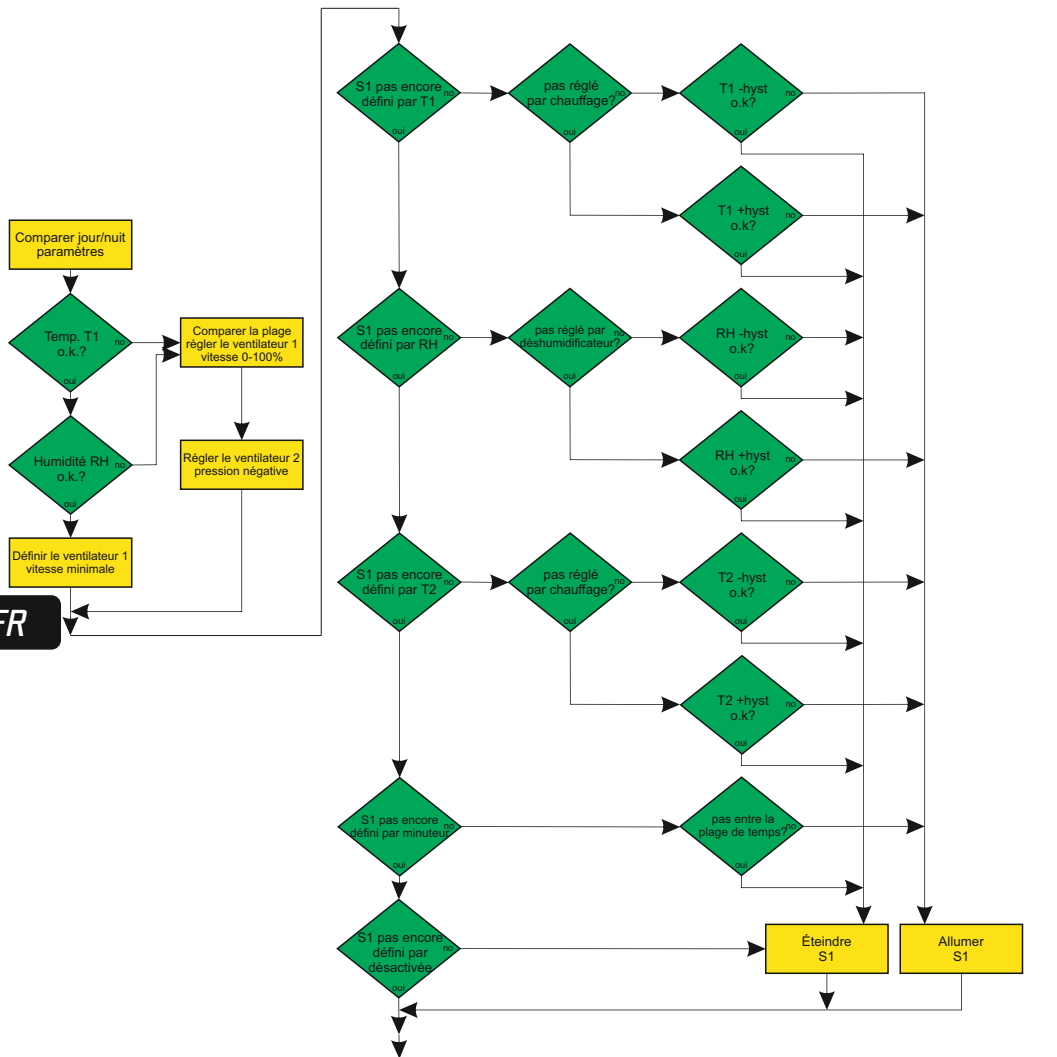 Comparer jour/nuit
paramètres
Temp. T1
o.k.?
no
oui
Comparer la plage
régler le ventilateur 1
vitesse 0-100%
Humidité RH
o.k.?
no
oui
Régler le ventilateur 2
pression négative
Définir le ventilateur 1
vitesse minimale
FR
S1 pas encore
défini par T1
no
oui
pas réglé
par chauffage?
no
oui
T1 -hyst
o.k?
no
oui
T1 +hyst
o.k?
no
oui
S1 pas encore
défini par RH
no
oui
pas réglé par
déshumidificateur?
no
oui
RH -hyst
o.k?
no
oui
RH +hyst
o.k?
no
oui
S1 pas encore
défini par T2
no
oui
pas réglé
par chauffage?
no
oui
T2 -hyst
o.k?
no
oui
T2 +hyst
o.k?
no
oui
S1 pas encore
défini par minuteur
no
oui
pas entre la
plage de temps?
no
oui
S1 pas encore
défini par
désactivée
no
oui
Éteindre
S1
Allumer
S1